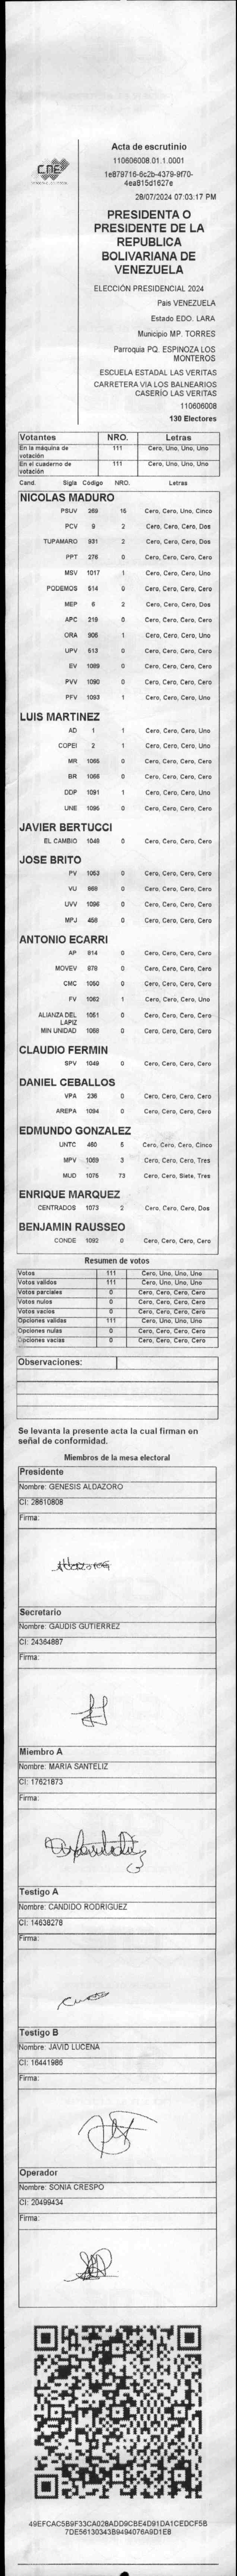 Acta de escrutinio
110606008.01.1.0001
1e879716-6c2b-4379-9f70-
4ea815d1627e
28/07/2024 07:03:17 PM
CNE
PRESIDENTA O
PRESIDENTE DE LA
REPUBLICA
BOLIVARIANA DE
VENEZUELA
ELECCIÓN PRESIDENCIAL 2024
Pais VENEZUELA
Estado EDO. LARA
Municipio MP. TORRES
Parroquia PQ. ESPINOZA LOS
MONTEROS
ESCUELA ESTADAL LAS VERITAS
CARRETERA VIA LOS BALNEARIOS
CASERIO LAS VERITAS
110606008
130 Electores
Votantes NRO. Letras
En la máquina de votación 111 Cero, Uno, Uno, Uno
En el cuaderno de votación 111 Cero, Uno, Uno, Uno
Cand. Sigla Código NRO. Letras
NICOLAS MADURO
PSUV 269 15 Cero, Cero, Uno, Cinco
PCV 9 2 Cero, Cero, Cero, Dos
TUPAMARO 931 2 Cero, Cero, Cero, Dos
PPT 276 0 Cero, Cero, Cero, Cero
MSV 1017 1 Cero, Cero, Cero, Uno
PODEMOS 514 0 Cero, Cero, Cero, Cero
MEP 6 2 Cero, Cero, Cero, Dos
APC 219 0 Cero, Cero, Cero, Cero
ORA 906 1 Cero, Cero, Cero, Uno
UPV 513 0 Cero, Cero, Cero, Cero
EV 1089 0 Cero, Cero, Cero, Cero
PVV 1090 0 Cero, Cero, Cero, Cero
PFV 1093 1 Cero, Cero, Cero, Uno
LUIS MARTINEZ
AD 1 1 Cero, Cero, Cero, Uno
COPEI 2 1 Cero, Cero, Cero, Uno
MR 1065 0 Cero, Cero, Cero, Cero
BR 1066 0 Cero, Cero, Cero, Cero
DDP 1091 1 Cero, Cero, Cero, Uno
UNE 1095 0 Cero, Cero, Cero, Cero
JAVIER BERTUCCI
EL CAMBIO 1048 0 Cero, Cero, Cero, Cero
JOSE BRITO
PV 1053 0 Cero, Cero, Cero, Cero
VU 868 0 Cero, Cero, Cero, Cero
UVV 1096 0 Cero, Cero, Cero, Cero
MPJ 458 0 Cero, Cero, Cero, Cero
ANTONIO ECARRI
AP 814 0 Cero, Cero, Cero, Cero
MOVEV 979 0 Cero, Cero, Cero, Cero
CMC 1050 0 Cero, Cero, Cero, Cero
FV 1062 1 Cero, Cero, Cero, Uno
ALIANZA DEL LAPIZ 1051 0 Cero, Cero, Cero, Cero
MIN UNIDAD 1068 0 Cero, Cero, Cero, Cero
CLAUDIO FERMIN
SPV 1049 0 Cero, Cero, Cero, Cero
DANIEL CEBALLOS
VPA 236 0 Cero, Cero, Cero, Cero
AREPA 1094 0 Cero, Cero, Cero, Cero
EDMUNDO GONZALEZ
UNTC 460 5 Cero, Cero, Cero, Cinco
MPV 1069 3 Cero, Cero, Cero, Tres
MUD 1075 73 Cero, Cero, Siete, Tres
ENRIQUE MARQUEZ
CENTRADOS 1073 2 Cero, Cero, Cero, Dos
BENJAMIN RAUSSEO
CONDE 1092 0 Cero, Cero, Cero, Cero
Resumen de votos
Votos 111 Cero, Uno, Uno, Uno
Votos validos 111 Cero, Uno, Uno, Uno
Votos parciales 0 Cero, Cero, Cero, Cero
Votos nulos 0 Cero, Cero, Cero, Cero
Votos vacios 0 Cero, Cero, Cero, Cero
Opciones validas 111 Cero, Uno, Uno, Uno
Opciones nulas 0 Cero, Cero, Cero, Cero
Opciones vacias 0 Cero, Cero, Cero, Cero
Observaciones:
Se levanta la presente acta la cual firman en
señal de conformidad.
Miembros de la mesa electoral
Presidente
Nombre: GENESIS ALDAZORO
CI: 28610808
Firma:
Secretario
Nombre: GAUDIS GUTIERREZ
CI: 24364887
Firma:
Miembro A
Nombre: MARIA SANTELIZ
CI: 17621873
Firma:
Testigo A
Nombre: CANDIDO RODRIGUEZ
CI: 14638278
Firma:
Testigo B
Nombre: JAVID LUCENA
CI: 16441986
Firma:
Operador
Nombre: SONIA CRESPO
CI: 20499434
Firma:
49EFCAC5B9F33CA028ADD9CBE4D91DA1CEDCF5B
7DE56130343B9494076A9D1EB